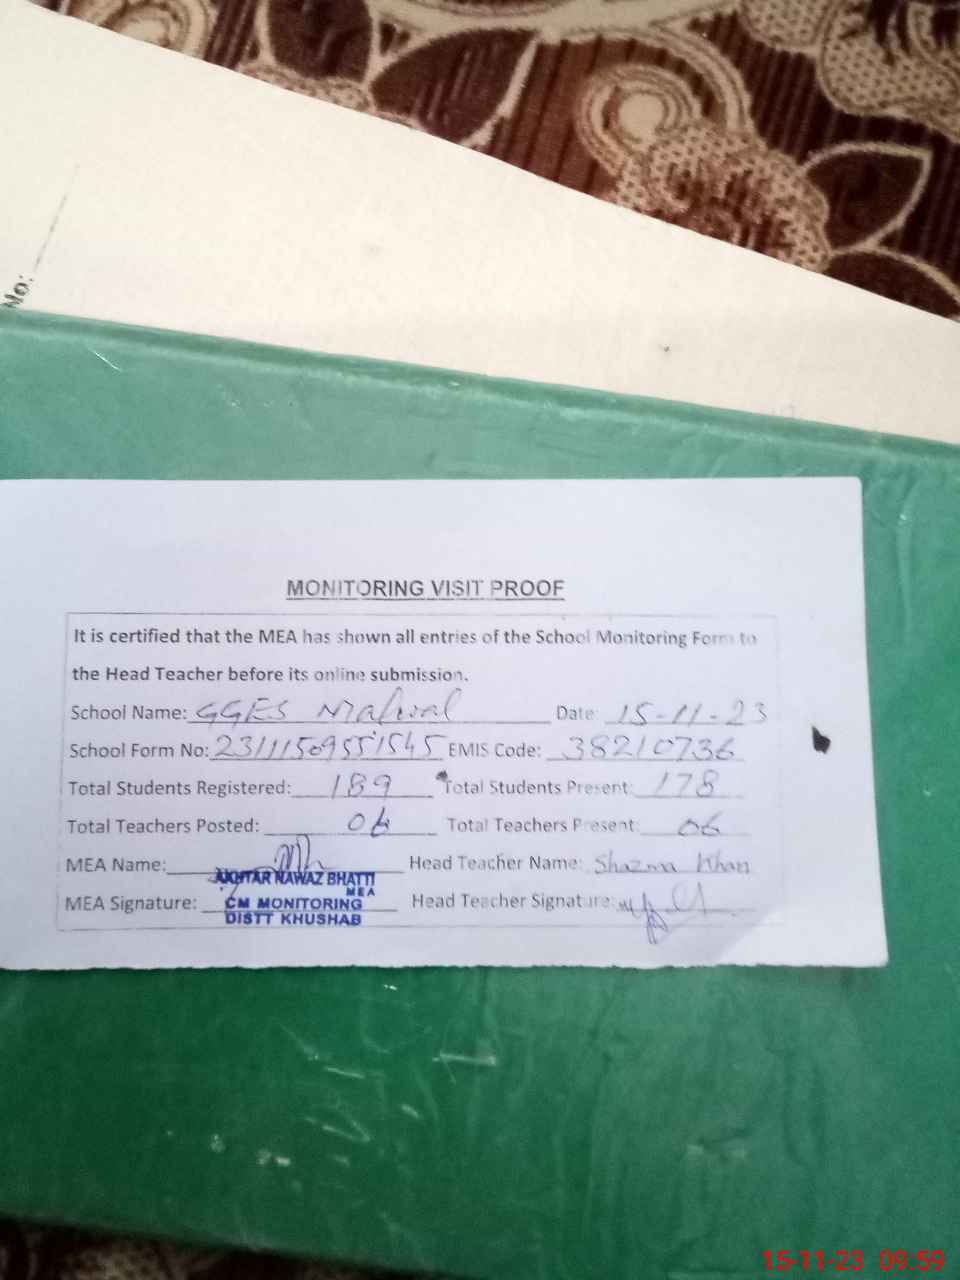 No:
MONITORING VISIT PROOF
It is certified that the MEA has shown all entries of the School Monitoring Form to
the Head Teacher before its online submission.
School Name: GGES Date: 15-11-23
School Form No: 23111509551545 EMIS Code: 38210736
Total Students Registered: 189 Total Students Present: 178
Total Teachers Posted: 06 Total Teachers Present: 06
MEA Name: Head Teacher Name: Shazma Khan
AKHTAR NAWAZ BHATTI
MEA
MEA Signature: CM MONITORING Head Teacher Signature:
DISTT KHUSHAB
15-11-23 09:59